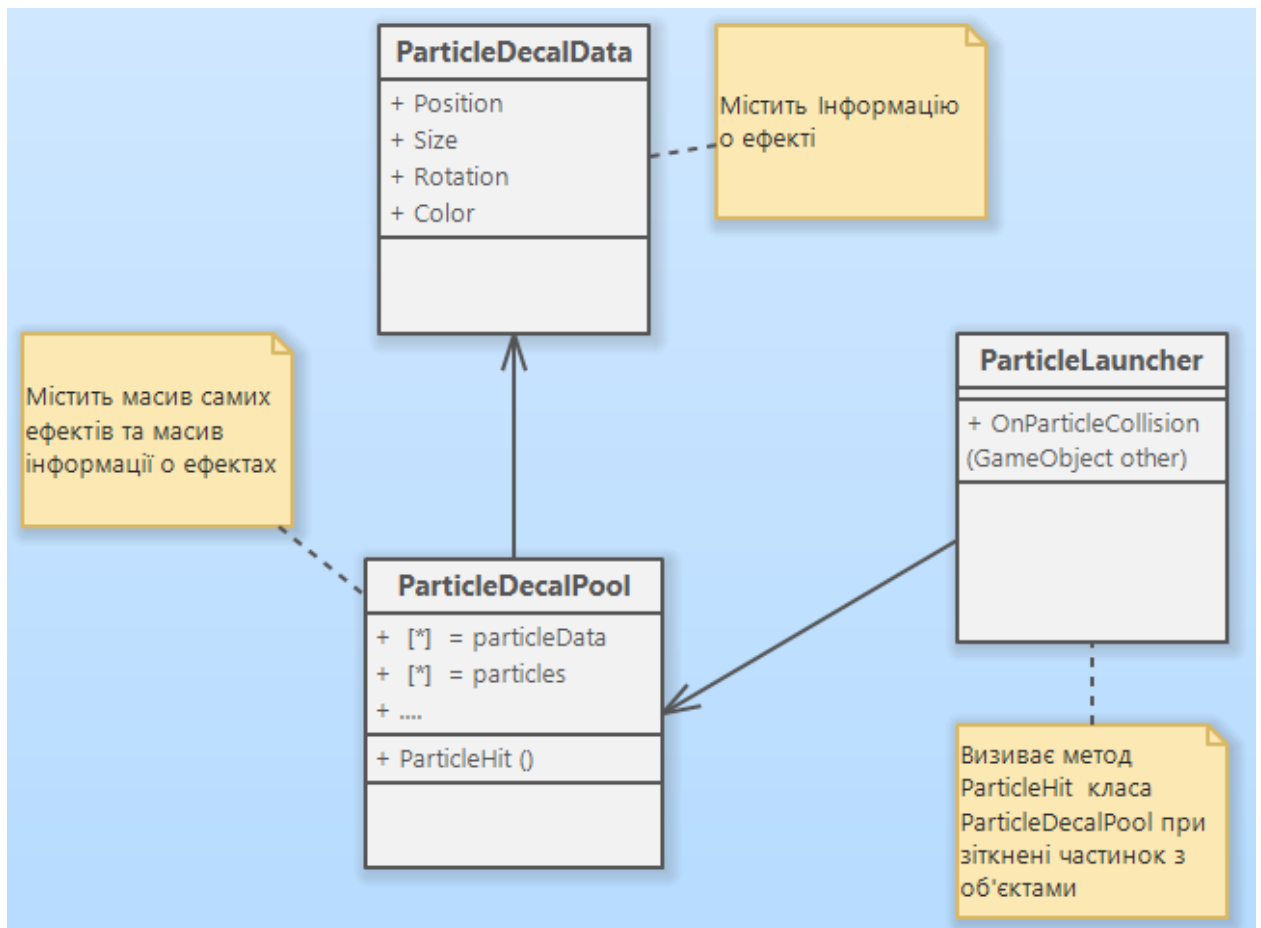 ParticleDecalData
+ Position
+ Size
+ Rotation
+ Color
Містить Інформацію
о ефекті
Містить масив самих
ефектів та масив
інформації о ефектах
ParticleLauncher
+ OnParticleCollision
(GameObject other)
ParticleDecalPool
+ [*] = particleData
+ [*] = particles
+ ....
+ ParticleHit ()
Визиває метод
ParticleHit класа
ParticleDecalPool при
зіткнені частинок з
об'єктами